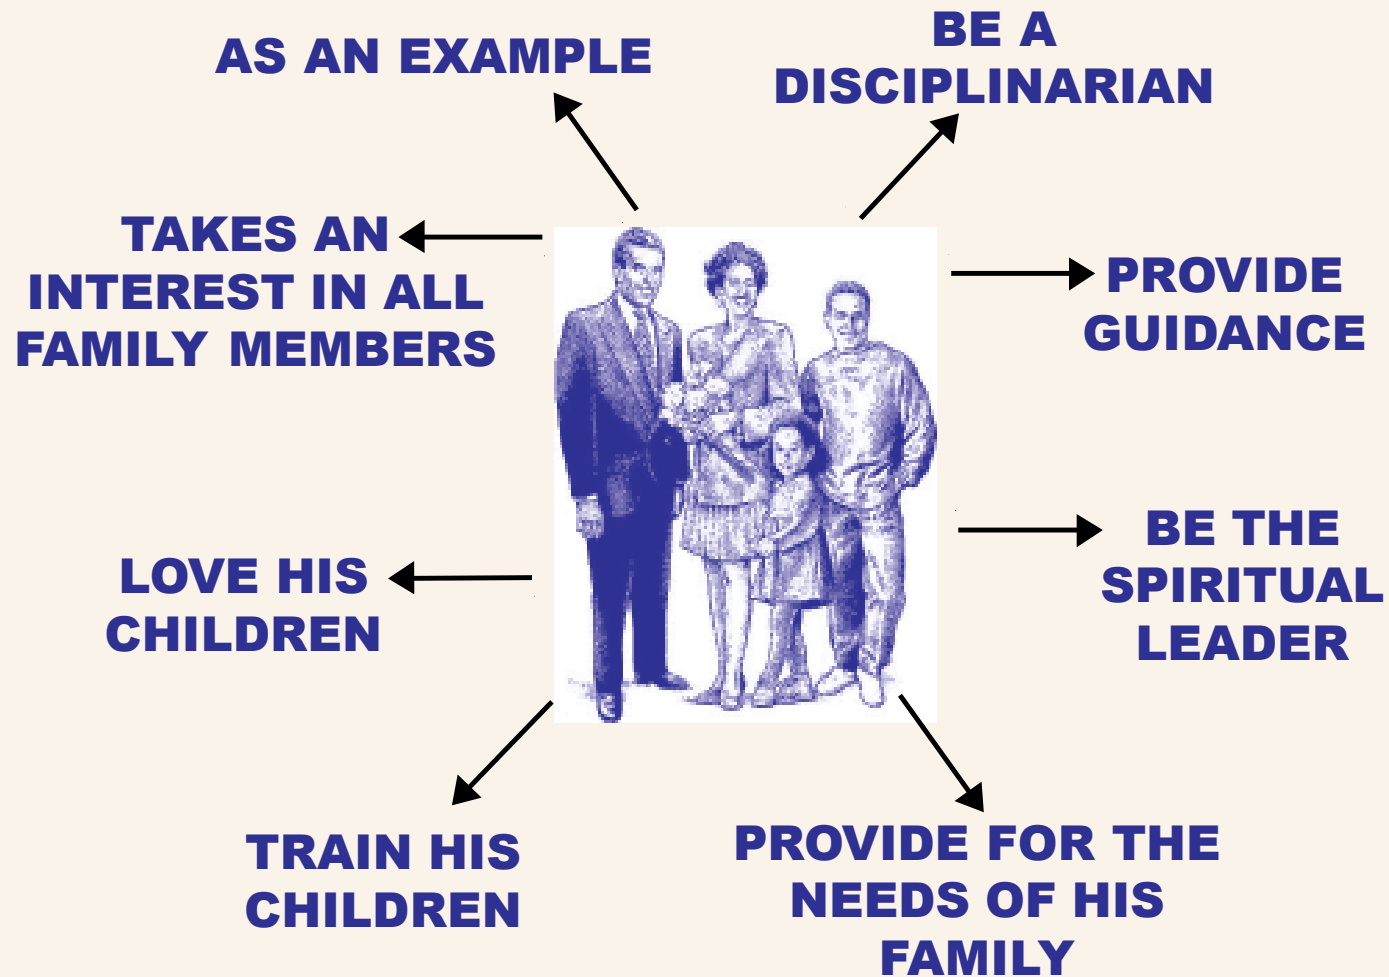 AS AN EXAMPLE
BE A
DISCIPLINARIAN
TAKES AN
INTEREST IN ALL
FAMILY MEMBERS
PROVIDE
GUIDANCE
LOVE HIS
CHILDREN
BE THE
SPIRITUAL
LEADER
TRAIN HIS
CHILDREN
PROVIDE FOR THE
NEEDS OF HIS
FAMILY